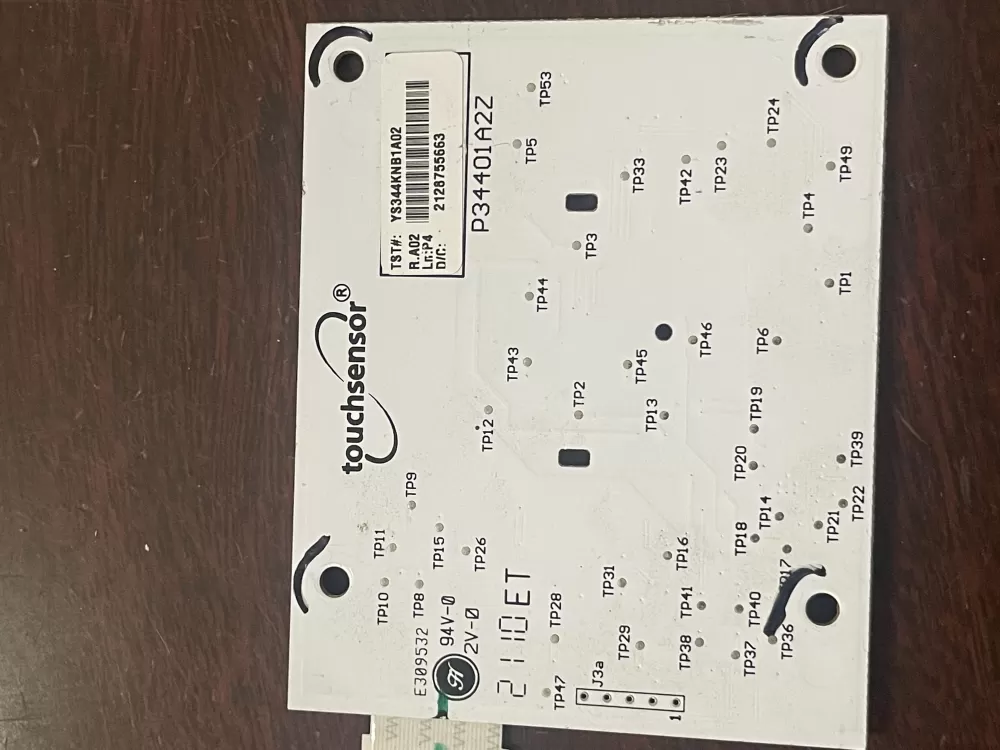 touchsensor®
TST#: YS344KNB1A02
R.A02
Ln:P4
D/C: 2128755663
P34401A2Z
TP53
TP5
TP24
TP33
TP42
TP23
TP49
TP4
TP3
TP1
TP44
TP43
TP45
TP46
TP6
TP2
TP13
TP12
TP19
TP20
TP39
TP9
TP11
TP15
TP26
TP18
TP14
TP21
TP22
TP16
TP10
TP8
TP31
TP41
TP40
TP28
TP29
TP38
TP37
TP36
TP47
E309532
94V-0
2V-0
2110ET
J3a
1